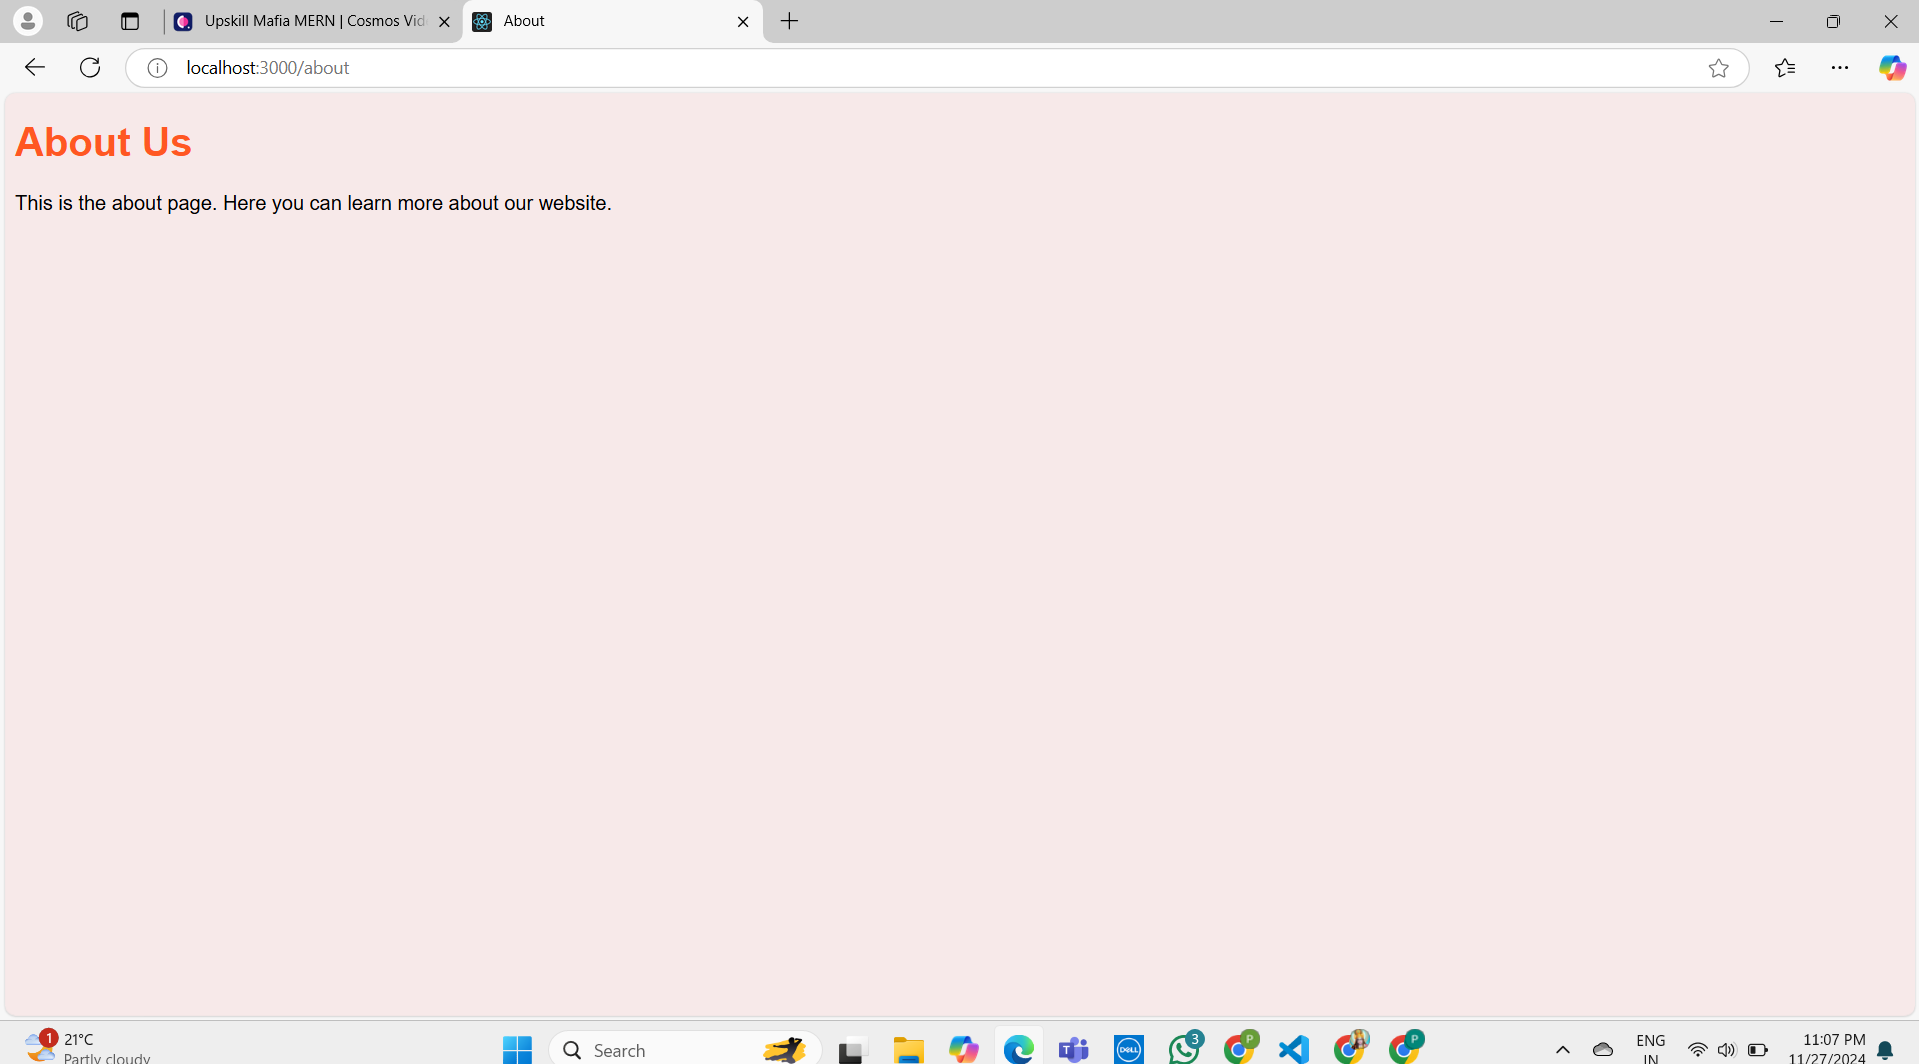 Upskill Mafia MERN | Cosmos Vid
About
localhost:3000/about
About Us
This is the about page. Here you can learn more about our website.
1
21°C
Partly cloudy
Search
DELL
3
P
P
ENG
IN
11:07 PM
11/27/2024